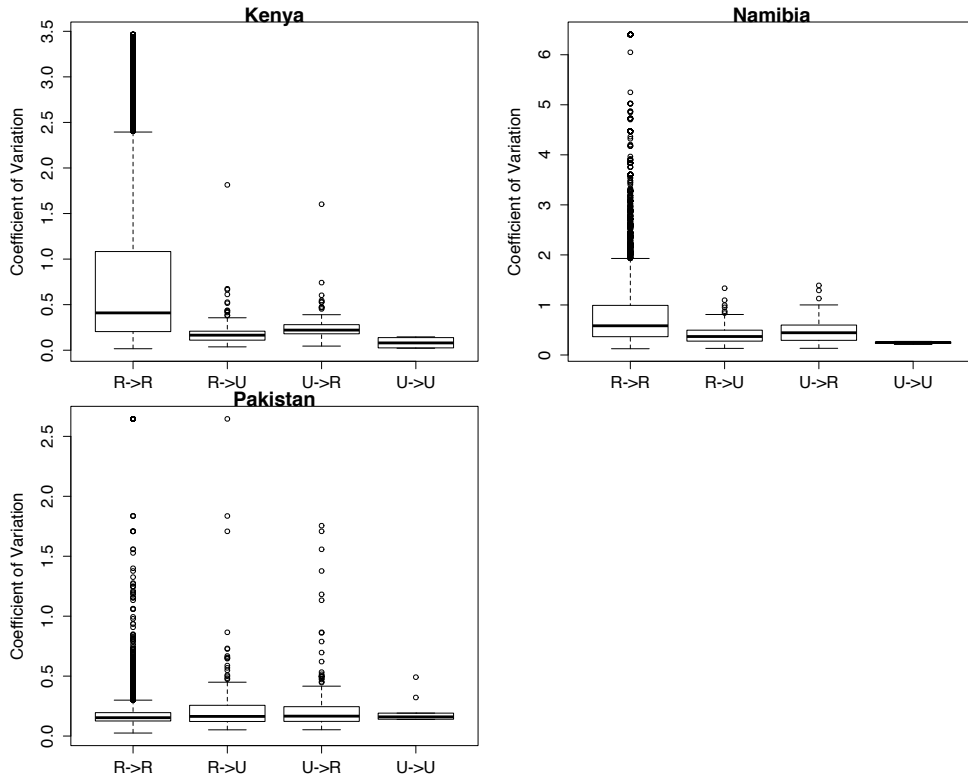 Kenya
Coefficient of Variation
3.5
3.0
2.5
2.0
1.5
1.0
0.5
0.0
R->R R->U U->R U->U
Namibia
Coefficient of Variation
6
5
4
3
2
1
0
R->R R->U U->R U->U
Pakistan
Coefficient of Variation
2.5
2.0
1.5
1.0
0.5
0.0
R->R R->U U->R U->U